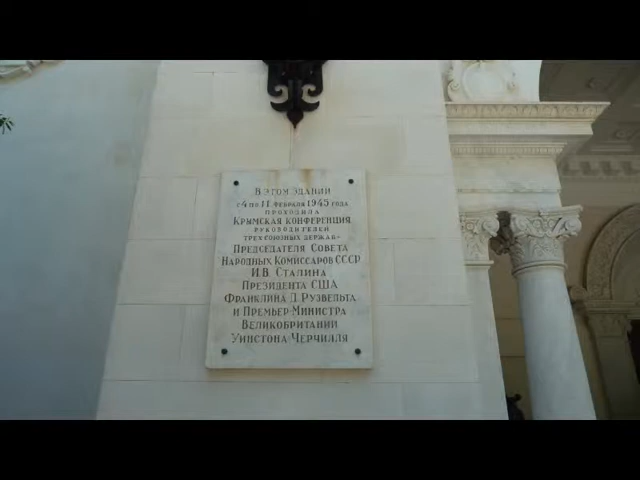 В ЭТОМ ЗДАНИИ
С 4 ПО 11 ФЕВРАЛЯ 1945 ГОДА
ПРОХОДИЛА
КРЫМСКАЯ КОНФЕРЕНЦИЯ
РУКОВОДИТЕЛЕЙ
ТРЕХ СОЮЗНЫХ ДЕРЖАВ–
ПРЕДСЕДАТЕЛЯ СОВЕТА
НАРОДНЫХ КОМИССАРОВ СССР
И.В. СТАЛИНА
ПРЕЗИДЕНТА США
ФРАНКЛИНА Д. РУЗВЕЛЬТА
И ПРЕМЬЕР-МИНИСТРА
ВЕЛИКОБРИТАНИИ
УИНСТОНА ЧЕРЧИЛЛЯ